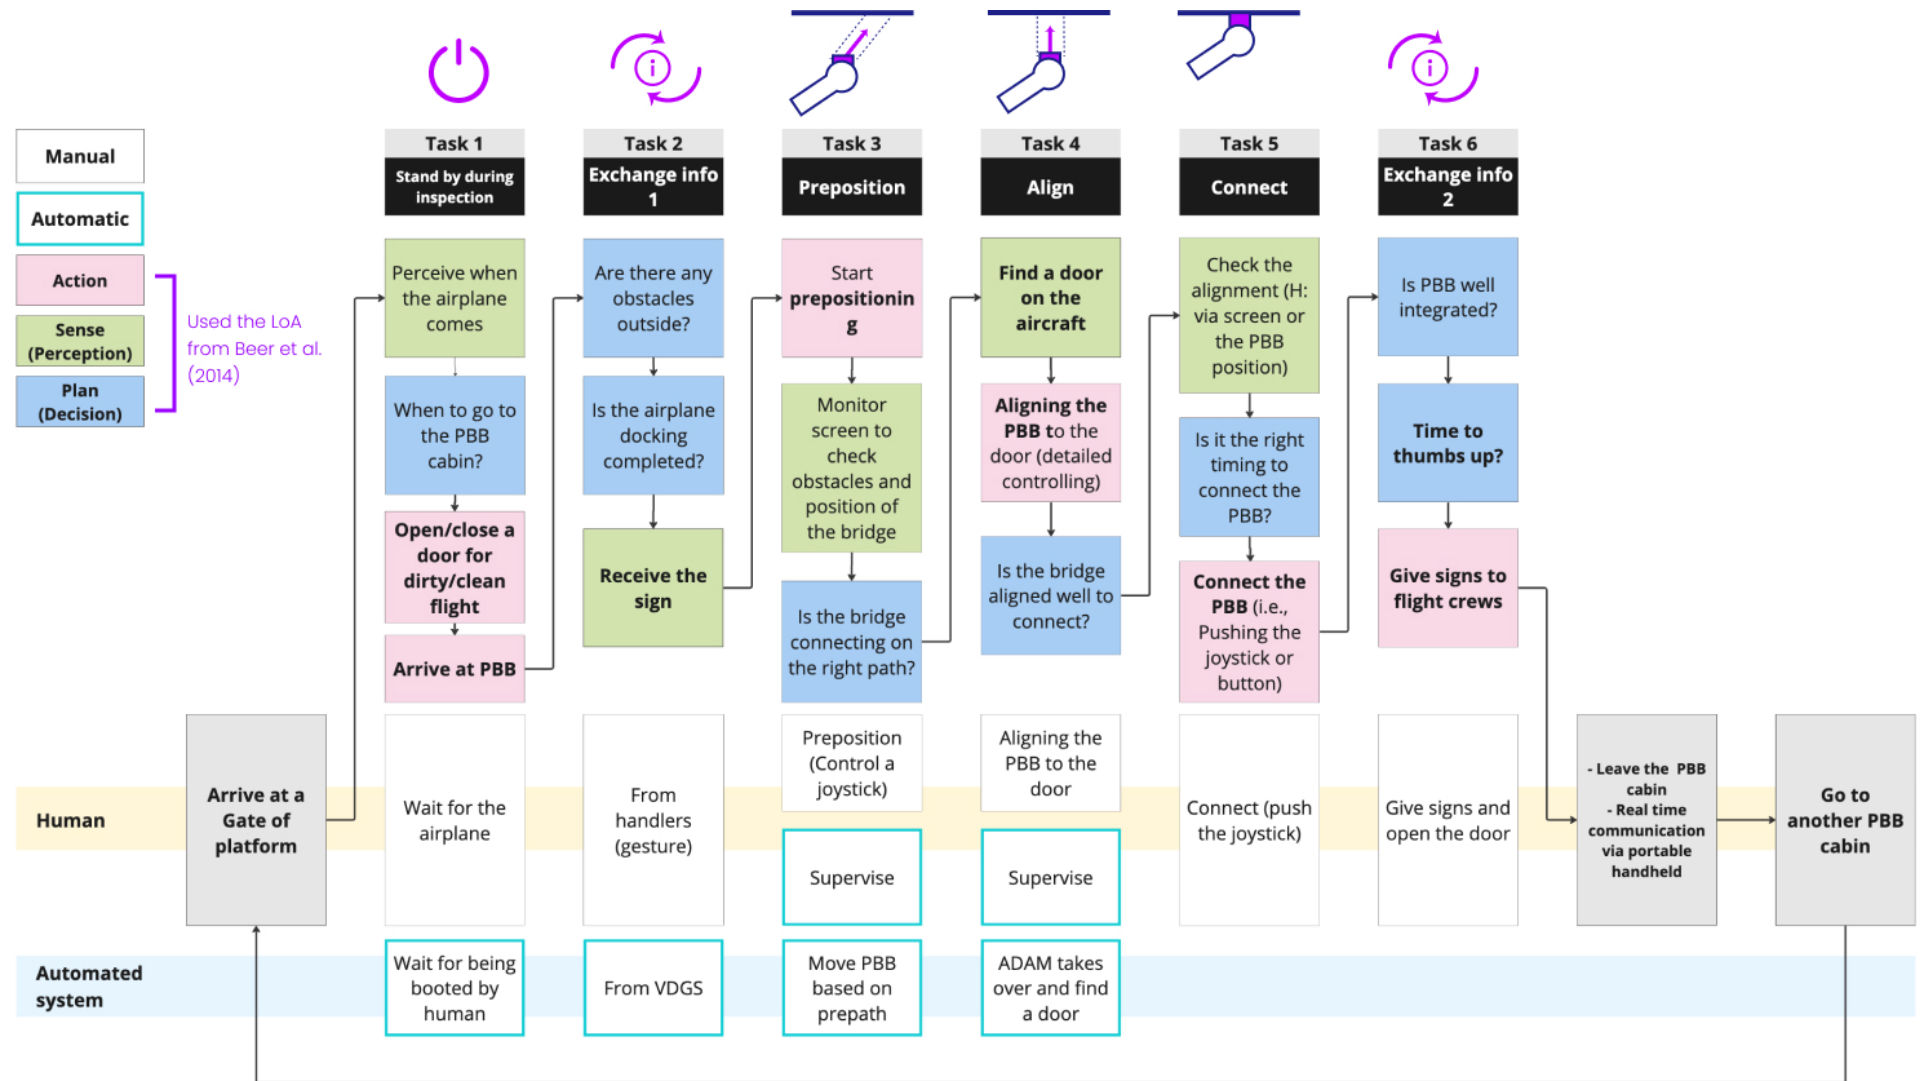 Manual
Automatic
Action
Sense
(Perception)
Plan
(Decision)
Used the LoA
from Beer et al.
(2014)
Task 1
Stand by during
inspection
Perceive when
the airplane
comes
When to go to
the PBB
cabin?
Open/close a
door for
dirty/clean
flight
Arrive at PBB
Task 2
Exchange info
1
Are there any
obstacles
outside?
Is the airplane
docking
completed?
Receive the
sign
Task 3
Preposition
Start
prepositionin
g
Monitor
screen to
check
obstacles and
position of
the bridge
Is the bridge
connecting on
the right path?
Task 4
Align
Find a door
on the
aircraft
Aligning the
PBB to the
door (detailed
controlling)
Is the bridge
aligned well to
connect?
Task 5
Connect
Check the
alignment (H:
via screen or
the PBB
position)
Is it the right
timing to
connect the
PBB?
Connect the
PBB (i.e.,
Pushing the
joystick or
button)
Task 6
Exchange info
2
Is PBB well
integrated?
Time to
thumbs up?
Give signs to
flight crews
Human
Arrive at a
Gate of
platform
Wait for the
airplane
From
handlers
(gesture)
Preposition
(Control a
joystick)
Supervise
Aligning the
PBB to the
door
Supervise
Connect (push
the joystick)
Give signs and
open the door
- Leave the PBB
cabin
- Real time
communication
via portable
handheld
Go to
another PBB
cabin
Automated
system
Wait for being
booted by
human
From VDGS
Move PBB
based on
prepath
ADAM takes
over and find
a door